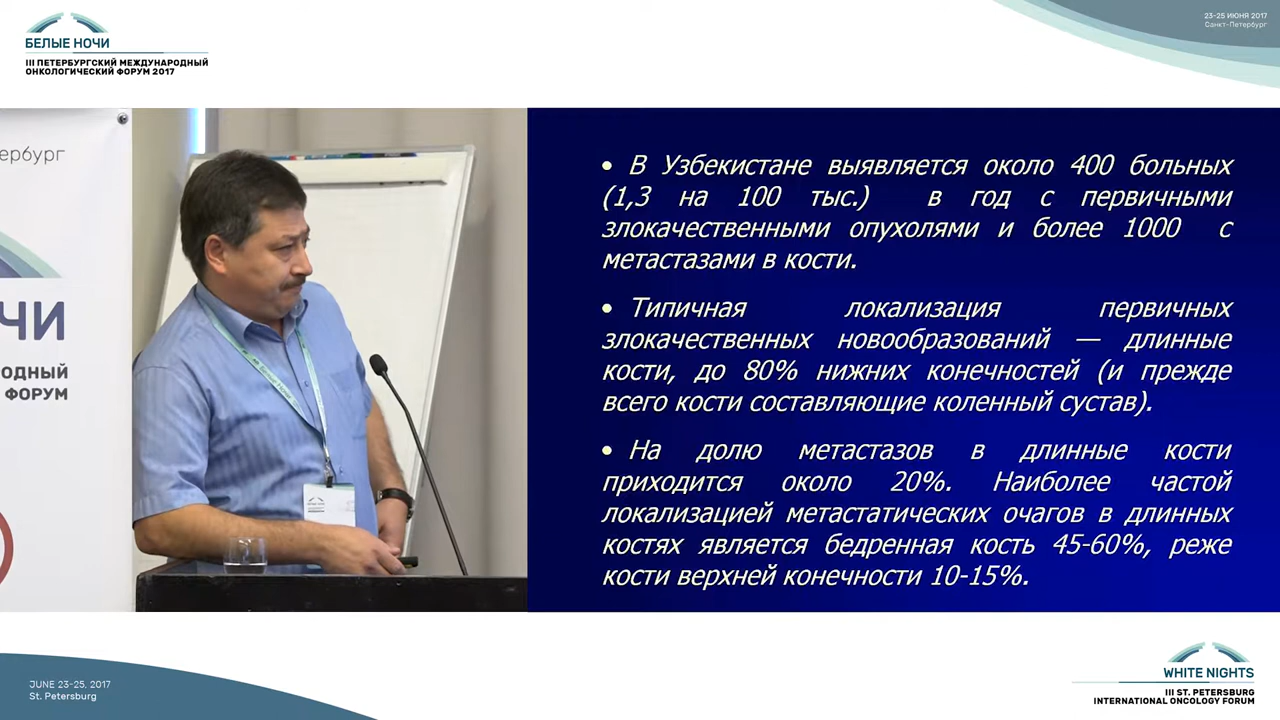 БЕЛЫЕ НОЧИ
III ПЕТЕРБУРГСКИЙ МЕЖДУНАРОДНЫЙ
ОНКОЛОГИЧЕСКИЙ ФОРУМ 2017
23-25 ИЮНЯ 2017
Санкт-Петербург
ербург
ЧИ
ОДНЫЙ
ФОРУМ
• В Узбекистане выявляется около 400 больных
(1,3 на 100 тыс.) в год с первичными
злокачественными опухолями и более 1000 с
метастазами в кости.
• Типичная локализация первичных
злокачественных новообразований — длинные
кости, до 80% нижних конечностей (и прежде
всего кости составляющие коленный сустав).
• На долю метастазов в длинные кости
приходится около 20%. Наиболее частой
локализацией метастатических очагов в длинных
костях является бедренная кость 45-60%, реже
кости верхней конечности 10-15%.
JUNE 23-25, 2017
St. Petersburg
WHITE NIGHTS
III ST. PETERSBURG
INTERNATIONAL ONCOLOGY FORUM